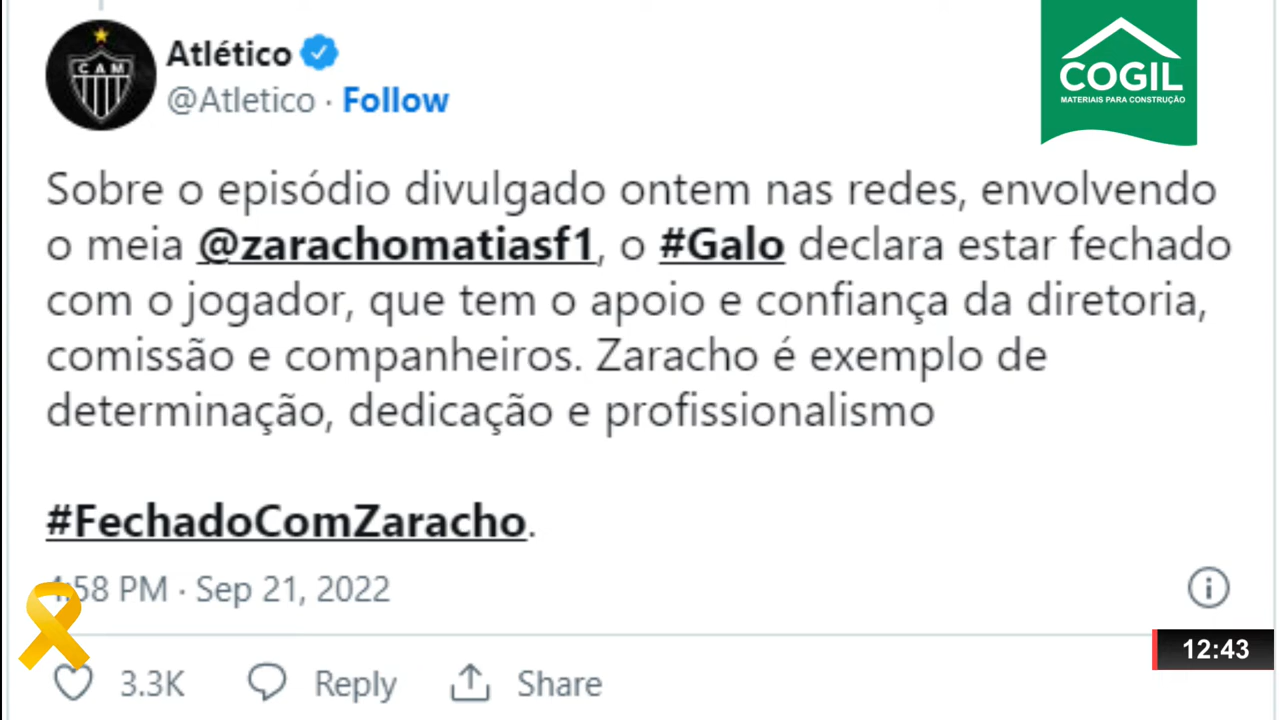 Atlético
@Atletico · Follow
COGIL
MATERIAIS PARA CONSTRUÇÃO
CAM
Sobre o episódio divulgado ontem nas redes, envolvendo
o meia @zarachomatiasf1, o #Galo declara estar fechado
com o jogador, que tem o apoio e confiança da diretoria,
comissão e companheiros. Zaracho é exemplo de
determinação, dedicação e profissionalismo
#FechadoComZaracho.
4:58 PM · Sep 21, 2022
12:43
3.3K Reply Share